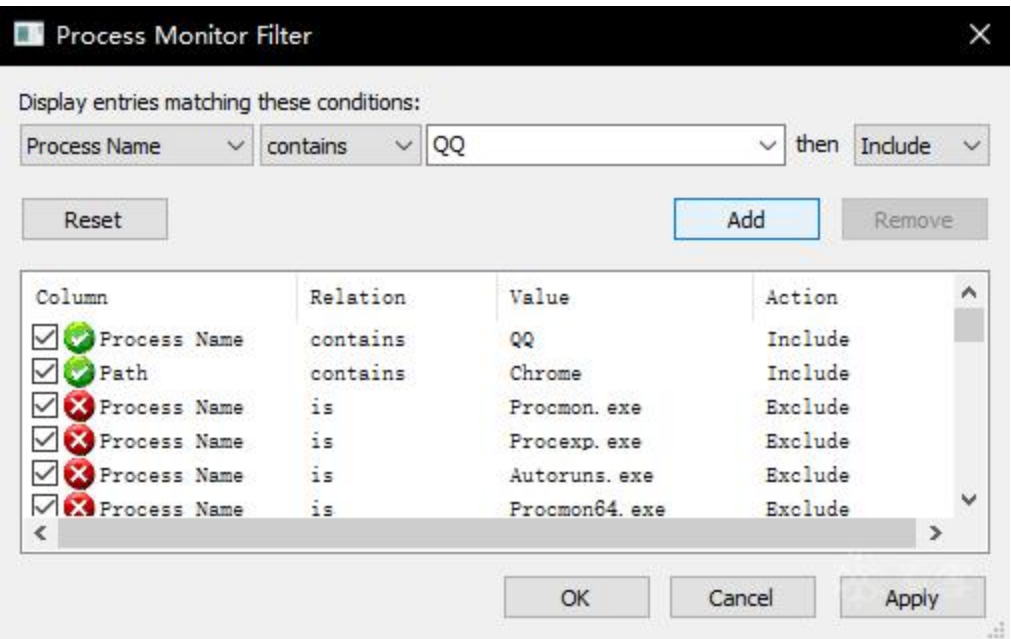 Process Monitor Filter
Display entries matching these conditions:
Process Name contains QQ then Include
Reset Add Remove
Column Relation Value Action
Process Name contains QQ Include
Path contains Chrome Include
Process Name is Procmon.exe Exclude
Process Name is Procexp.exe Exclude
Process Name is Autoruns.exe Exclude
Process Name is Procmon64.exe Exclude
OK Cancel Apply